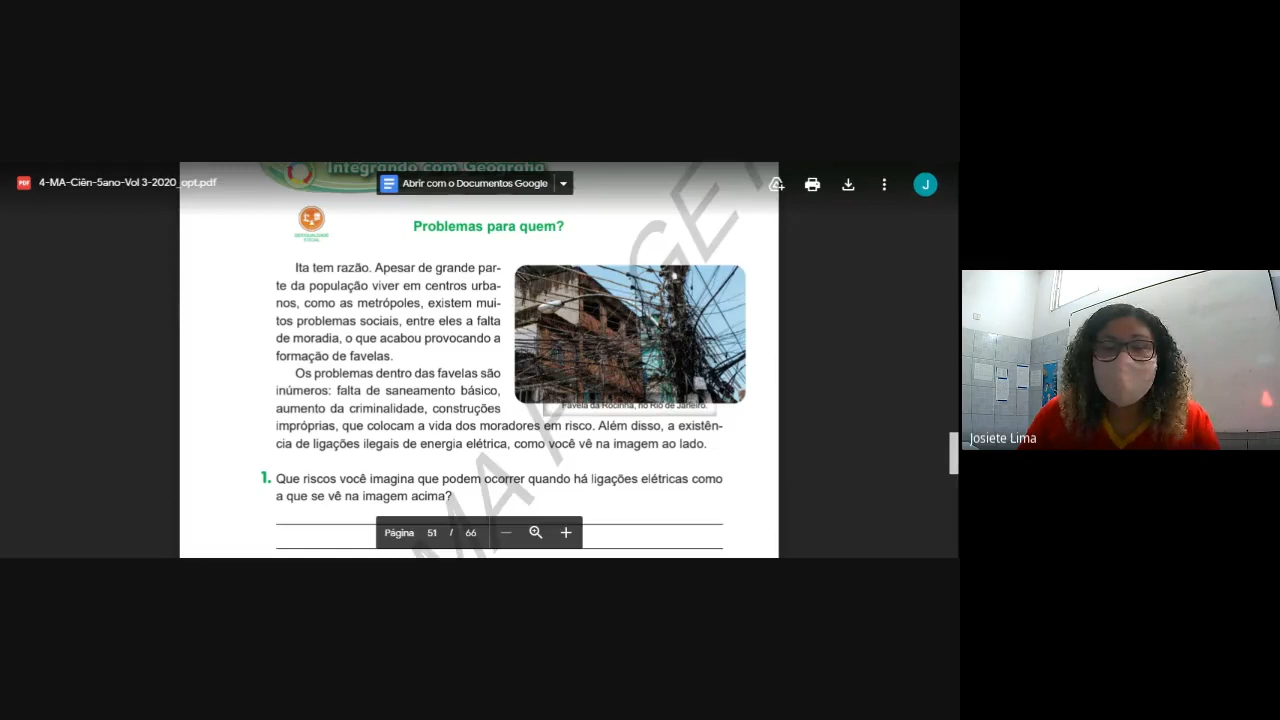 Integrando com Geografia
4-MA-Ciên-5ano-Vol 3-2020_opt.pdf
Abrir com o Documentos Google
J
DESIGUALDADE
SOCIAL
Problemas para quem?
Ita tem razão. Apesar de grande par-
te da população viver em centros urba-
nos, como as metrópoles, existem mui-
tos problemas sociais, entre eles a falta
de moradia, o que acabou provocando a
formação de favelas.
Os problemas dentro das favelas são
inúmeros: falta de saneamento básico,
aumento da criminalidade, construções
impróprias, que colocam a vida dos moradores em risco. Além disso, a existên-
cia de ligações ilegais de energia elétrica, como você vê na imagem ao lado.
Favela da Rocinha, no Rio de Janeiro.
1. Que riscos você imagina que podem ocorrer quando há ligações elétricas como
a que se vê na imagem acima?
Página 51 / 66
Josiete Lima